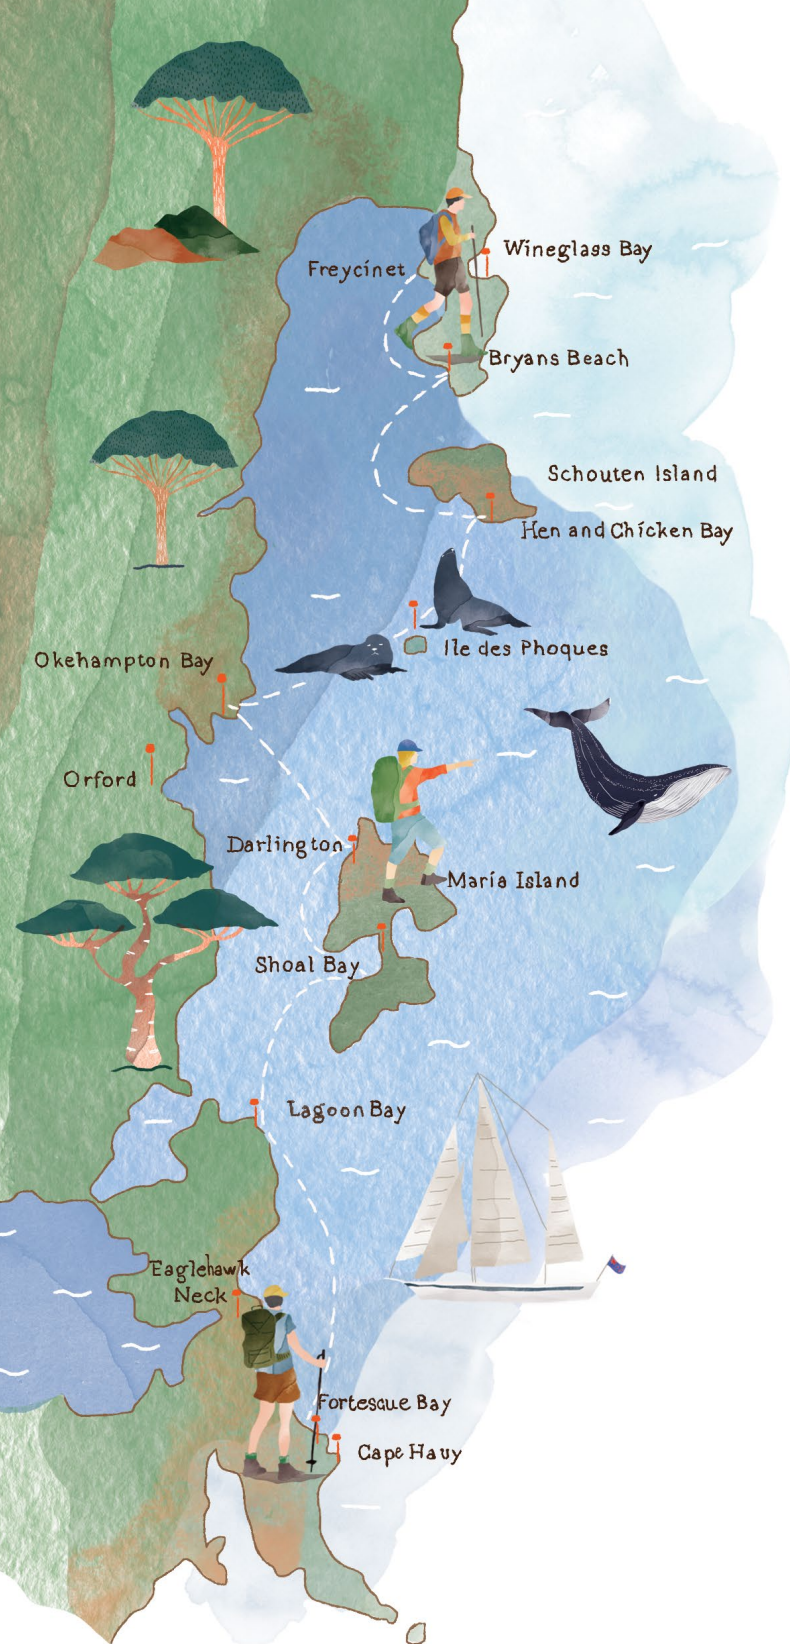 Wineglass Bay
Freycinet
Bryans Beach
Schouten Island
Hen and Chicken Bay
Ile des Phoques
Okehampton Bay
Orford
Darlington
Maria Island
Shoal Bay
Lagoon Bay
Eaglehawk
Neck
Fortesque Bay
Cape Hauy